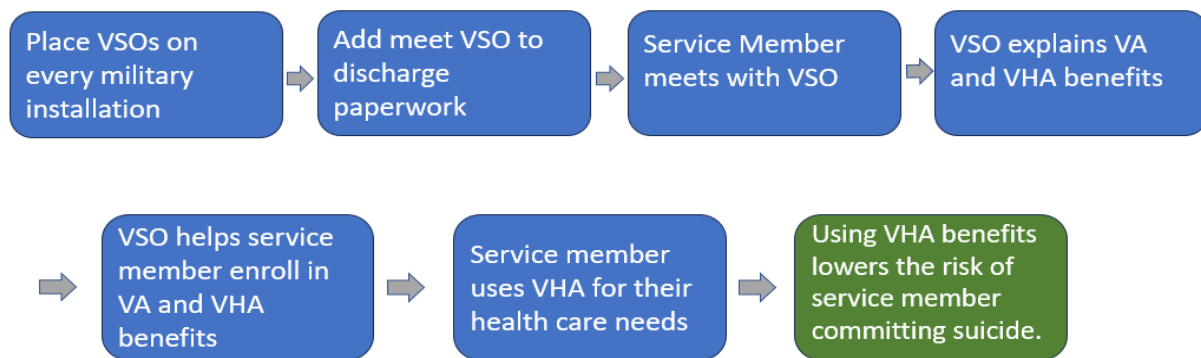 Place VSOs on
every military
installation
Add meet VSO to
discharge
paperwork
Service Member
meets with VSO
VSO explains VA
and VHA benefits
VSO helps service
member enroll in
VA and VHA
benefits
Service member
uses VHA for their
health care needs
Using VHA benefits
lowers the risk of
service member
committing suicide.